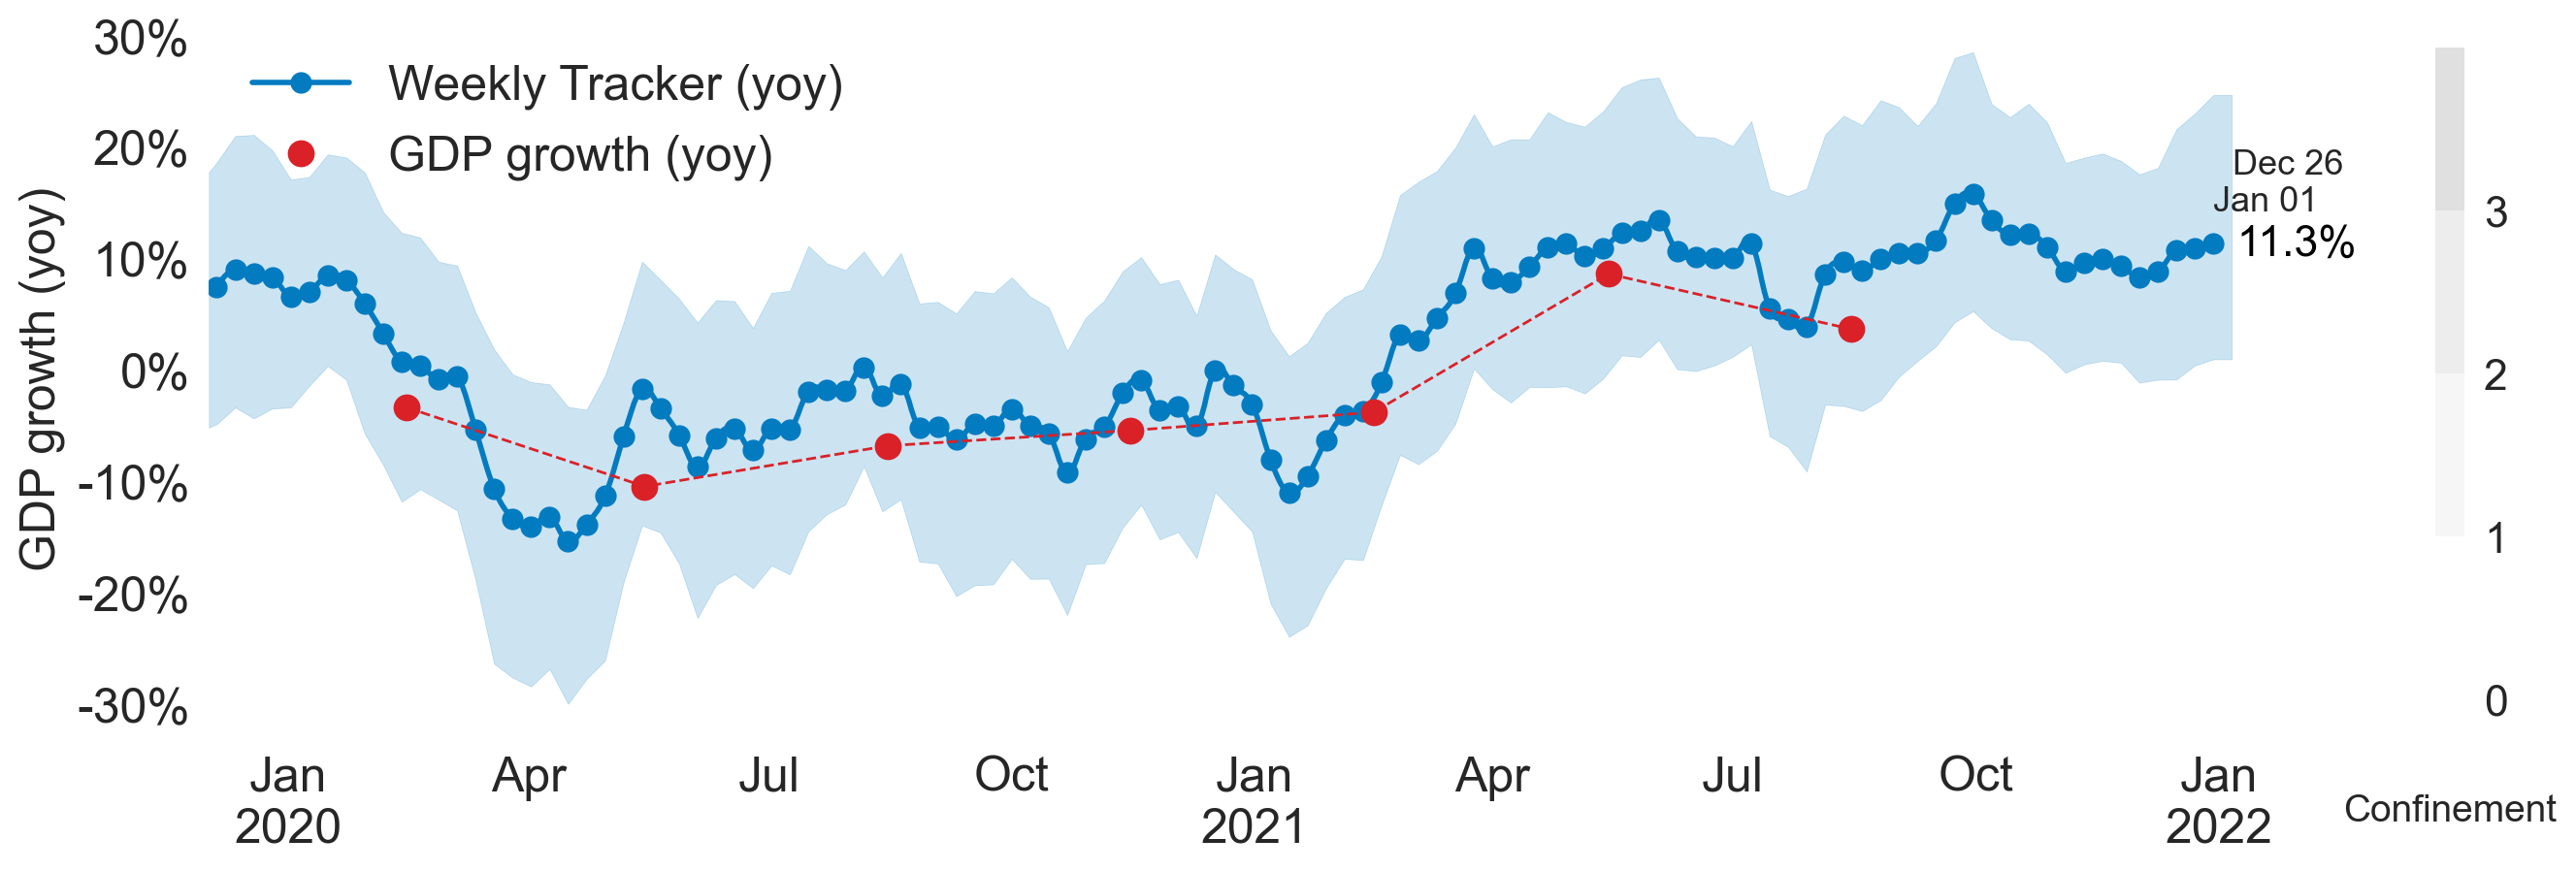 30%
20%
10%
0%
-10%
-20%
-30%
GDP growth (yoy)
Weekly Tracker (yoy)
GDP growth (yoy)
Dec 26
Jan 01
11.3%
3
2
1
0
Jan Apr Jul Oct Jan Apr Jul Oct Jan
2020 2021 2022
Confinement